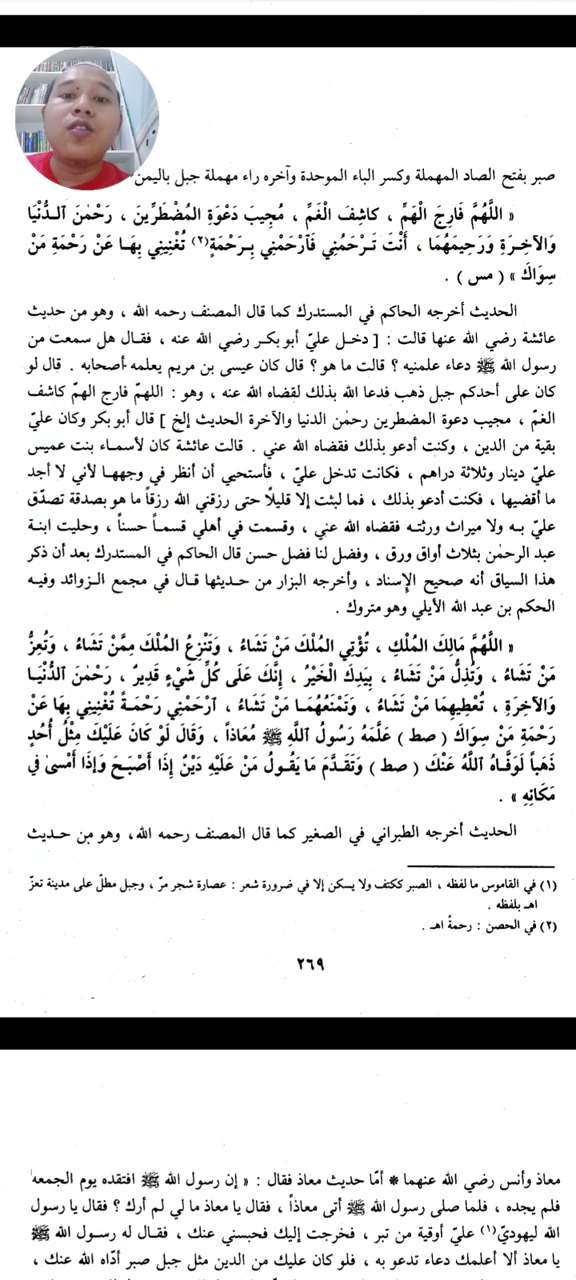 صبر بفتح الصاد المهملة وكسر الباء الموحدة وآخره راء مهملة جبل باليمن
« اللَّهُمَّ فَارِجَ الْهَمِّ ، كاشِفَ الْغَمِّ ، مُجِيبَ دَعْوَةِ المُضْطَرِّينَ ، رَحْمٰنَ الدُّنْيَا
وَالآخِرَةِ وَرَحِيمَهُمَا ، أَنْتَ تَرْحَمُنِي فَآرْحَمْنِي بِرَحْمَةٍ(٢) تُغْنِينِي بِهَا عَنْ رَحْمَةِ مَنْ
سِوَاكَ » ( مس ) .
الحديث أخرجه الحاكم في المستدرك كما قال المصنف رحمه الله ، وهو من حديث
عائشة رضي الله عنها قالت : [ دخل عليّ أبو بكر رضي الله عنه ، فقال هل سمعت من
رسول الله ﷺ دعاء علمنيه ؟ قالت ما هو ؟ قال كان عيسى بن مريم يعلمه أصحابه . قال لو
كان على أحدكم جبل ذهب فدعا الله بذلك لقضاه الله عنه ، وهو : اللهمّ فارج الهمّ كاشف
الغمّ ، مجيب دعوة المضطرين رحمٰن الدنيا والآخرة الحديث إلخ ] قال أبو بكر وكان عليّ
بقية من الدين ، وكنت أدعو بذلك فقضاه الله عني . قالت عائشة كان لأسماء بنت عميس
عليّ دينار وثلاثة دراهم ، فكانت تدخل عليّ ، فأستحيي أن أنظر في وجهها لأني لا أجد
ما أقضيها ، فكنت أدعو بذلك ، فما لبثت إلا قليلًا حتى رزقني الله رزقاً ما هو بصدقة تصدّق
عليّ به ولا ميراث ورثته فقضاه الله عني ، وقسمت في أهلي قسماً حسناً ، وحليت ابنة
عبد الرحمٰن بثلاث أواق ورق ، وفضل لنا فضل حسن قال الحاكم في المستدرك بعد أن ذكر
هذا السياق أنه صحيح الإسناد ، وأخرجه البزار من حديثها قال في مجمع الزوائد وفيه
الحكم بن عبد الله الأيلي وهو متروك .
« اللَّهُمَّ مَالِكَ المُلْكِ ، تُؤْتِي المُلْكَ مَنْ تَشَاءُ ، وَتَنْزِعُ المُلْكَ مِمَّنْ تَشَاءُ ، وَتُعِزُّ
مَنْ تَشَاءُ ، وَتُذِلُّ مَنْ تَشَاءُ ، بِيَدِكَ الْخَيْرُ ، إِنَّكَ عَلَى كُلِّ شَيْءٍ قَدِيرٌ ، رَحْمٰنَ الدُّنْيَا
وَالآخِرَةِ ، تُعْطِيهِمَا مَنْ تَشَاءُ ، وَتَمْنَعُهُمَا مَنْ تَشَاءُ ، آرْحَمْنِي رَحْمَةً تُغْنِينِي بِهَا عَنْ
رَحْمَةِ مَنْ سِوَاكَ ( صط ) عَلَّمَهُ رَسُولُ اللَّهِ ﷺ مُعَاذاً ، وَقَالَ لَوْ كَانَ عَلَيْكَ مِثْلُ أُحُدٍ
ذَهَباً لَوَفَّاهُ اللَّهُ عَنْكَ ( صط ) وَتَقَدَّمَ مَا يَقُولُ مَنْ عَلَيْهِ دَيْنٌ إِذَا أَصْبَحَ وَإِذَا أَمْسَىٰ فِي
مَكَانِهِ » .
الحديث أخرجه الطبراني في الصغير كما قال المصنف رحمه الله، وهو من حديث
(١) في القاموس ما لفظه ، الصبر ككتف ولا يسكن إلا في ضرورة شعر : عصارة شجر مرّ ، وجبل مطلّ على مدينة تعزّ
اهـ بلفظه .
(٢) في الحصن : رحمةً اهـ .
٢٦٩
معاذ وأنس رضي الله عنهما * أمّا حديث معاذ فقال : « إن رسول الله ﷺ افتقده يوم الجمعه
فلم يجده ، فلما صلى رسول الله ﷺ أتى معاذاً ، فقال يا معاذ ما لي لم أرك ؟ فقال يا رسول
الله ليهوديّ(١) عليّ أوقية من تبر ، فخرجت إليك فحبسني عنك ، فقال له رسول الله ﷺ
يا معاذ ألا أعلمك دعاء تدعو به ، فلو كان عليك من الدين مثل جبل صبر أدّاه الله عنك ،